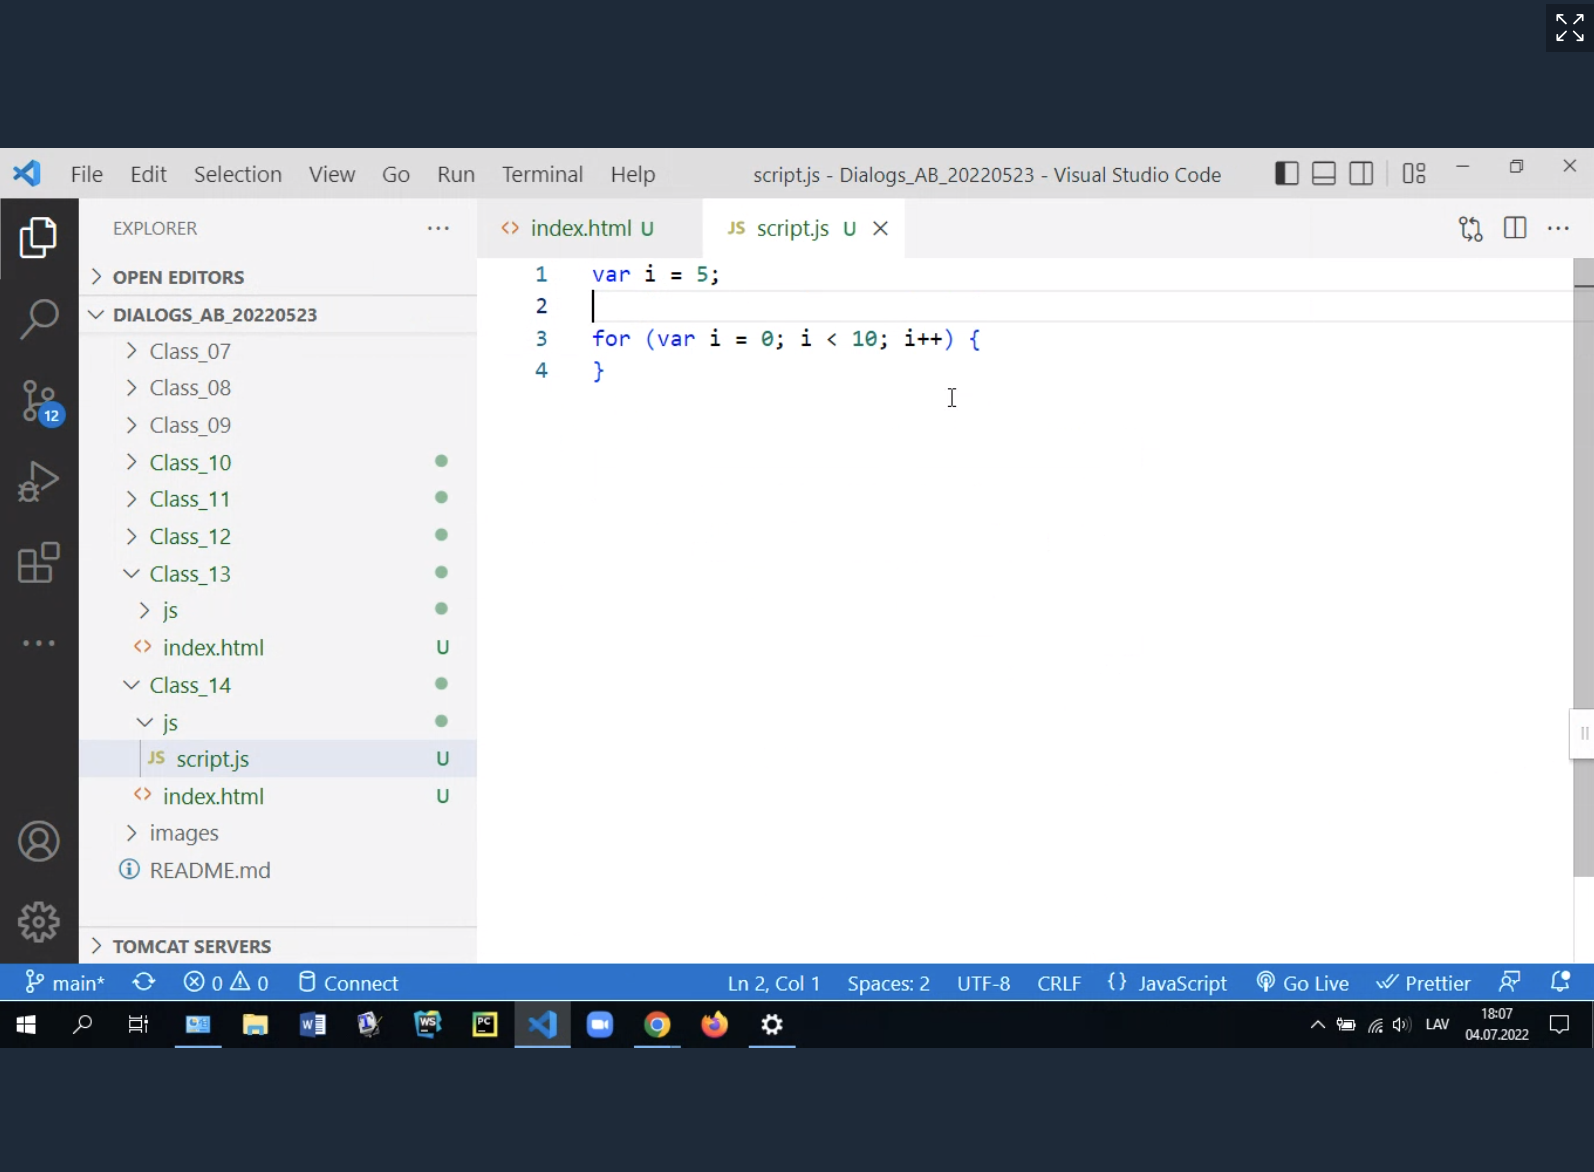 File Edit Selection View Go Run Terminal Help script.js - Dialogs_AB_20220523 - Visual Studio Code
EXPLORER
index.html U
JS script.js U
OPEN EDITORS
DIALOGS_AB_20220523
Class_07
Class_08
Class_09
Class_10
Class_11
Class_12
Class_13
js
index.html U
Class_14
js
JS script.js U
index.html U
images
README.md
TOMCAT SERVERS
12
1 var i = 5;
2
3 for (var i = 0; i < 10; i++) {
4 }
main* 0 0 Connect Ln 2, Col 1 Spaces: 2 UTF-8 CRLF {} JavaScript Go Live Prettier
W WS PC LAV 18:07
04.07.2022